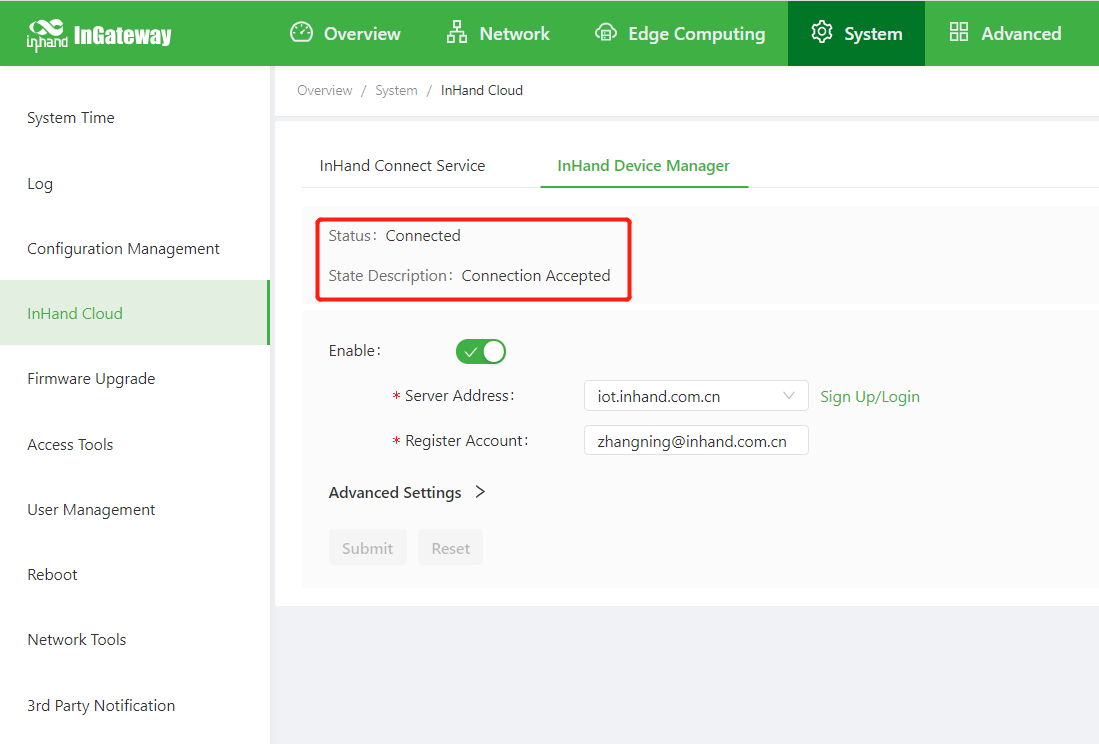 inhand InGateway
Overview
Network
Edge Computing
System
Advanced
System Time
Log
Configuration Management
InHand Cloud
Firmware Upgrade
Access Tools
User Management
Reboot
Network Tools
3rd Party Notification
Overview / System / InHand Cloud
InHand Connect Service
InHand Device Manager
Status: Connected
State Description: Connection Accepted
Enable:
* Server Address: iot.inhand.com.cn Sign Up/Login
* Register Account: zhangning@inhand.com.cn
Advanced Settings >
Submit
Reset